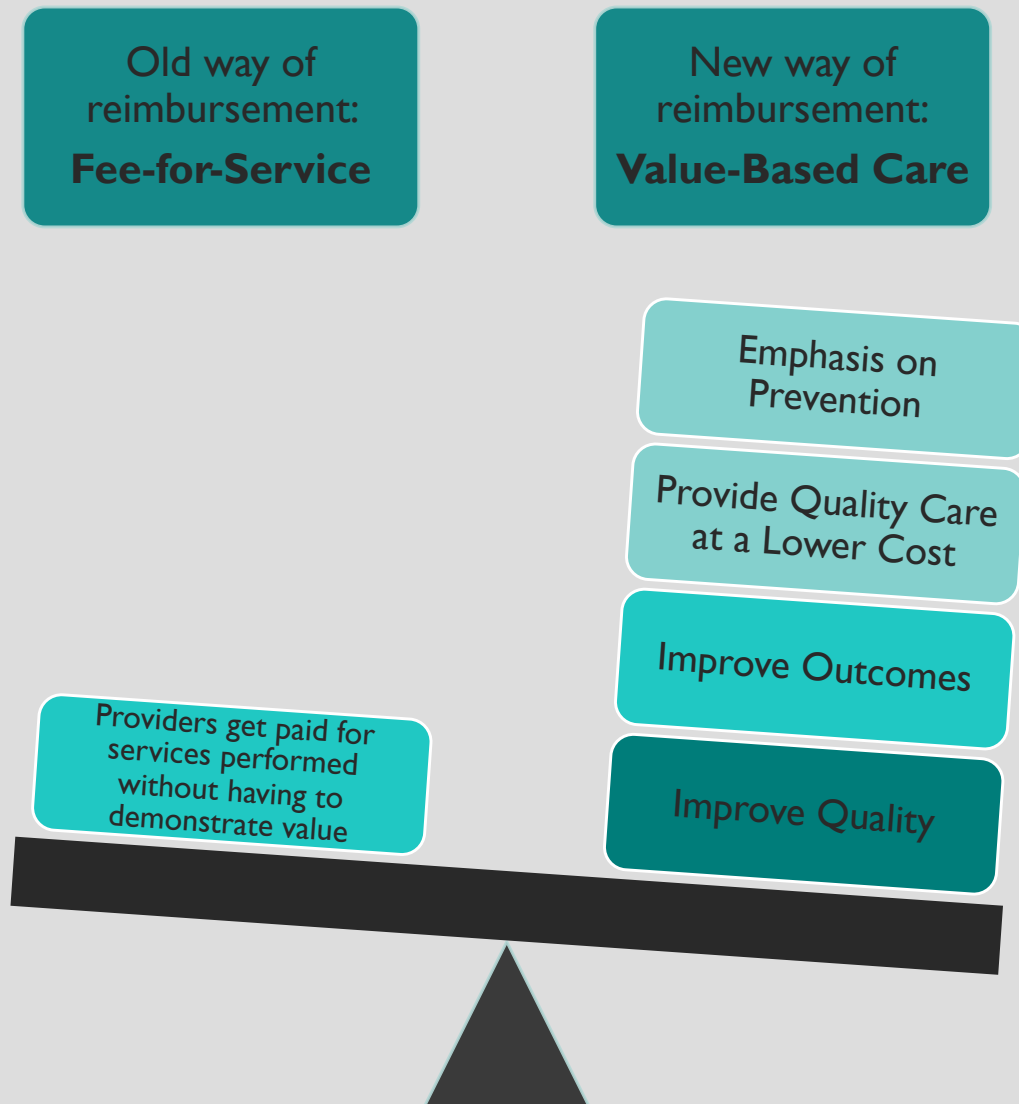 Old way of
reimbursement:
Fee-for-Service
New way of
reimbursement:
Value-Based Care
Emphasis on
Prevention
Provide Quality Care
at a Lower Cost
Improve Outcomes
Improve Quality
Providers get paid for
services performed
without having to
demonstrate value